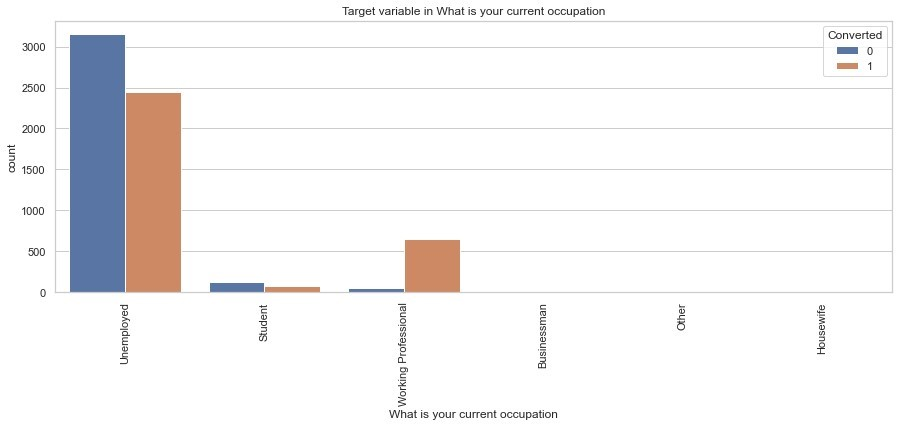 Target variable in What is your current occupation
Converted
0
1
3000
2500
2000
1500
1000
500
0
count
Unemployed
Student
Working Professional
Businessman
Other
Housewife
What is your current occupation